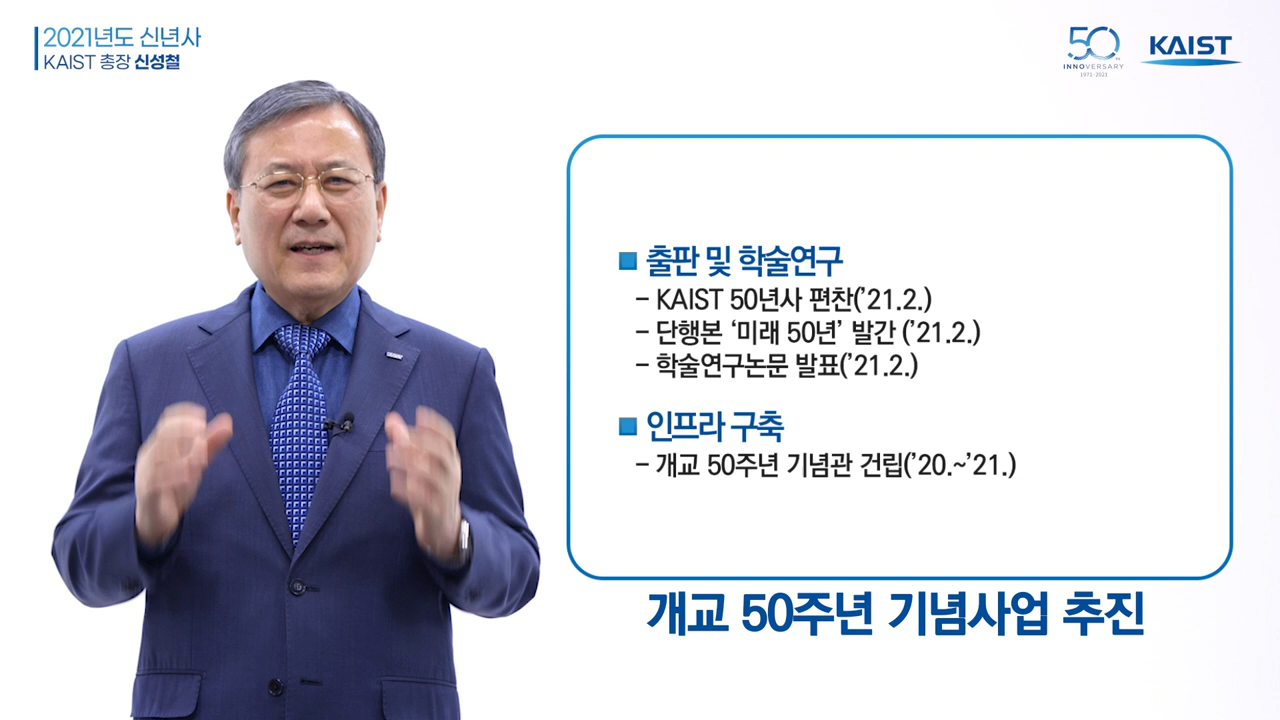 2021년도 신년사
KAIST 총장 신성철
50
INNOVERSARY
1971-2021
KAIST
■ 출판 및 학술연구
- KAIST 50년사 편찬(’21.2.)
- 단행본 ‘미래 50년’ 발간 (’21.2.)
- 학술연구논문 발표(’21.2.)
■ 인프라 구축
- 개교 50주년 기념관 건립(’20.~’21.)
개교 50주년 기념사업 추진